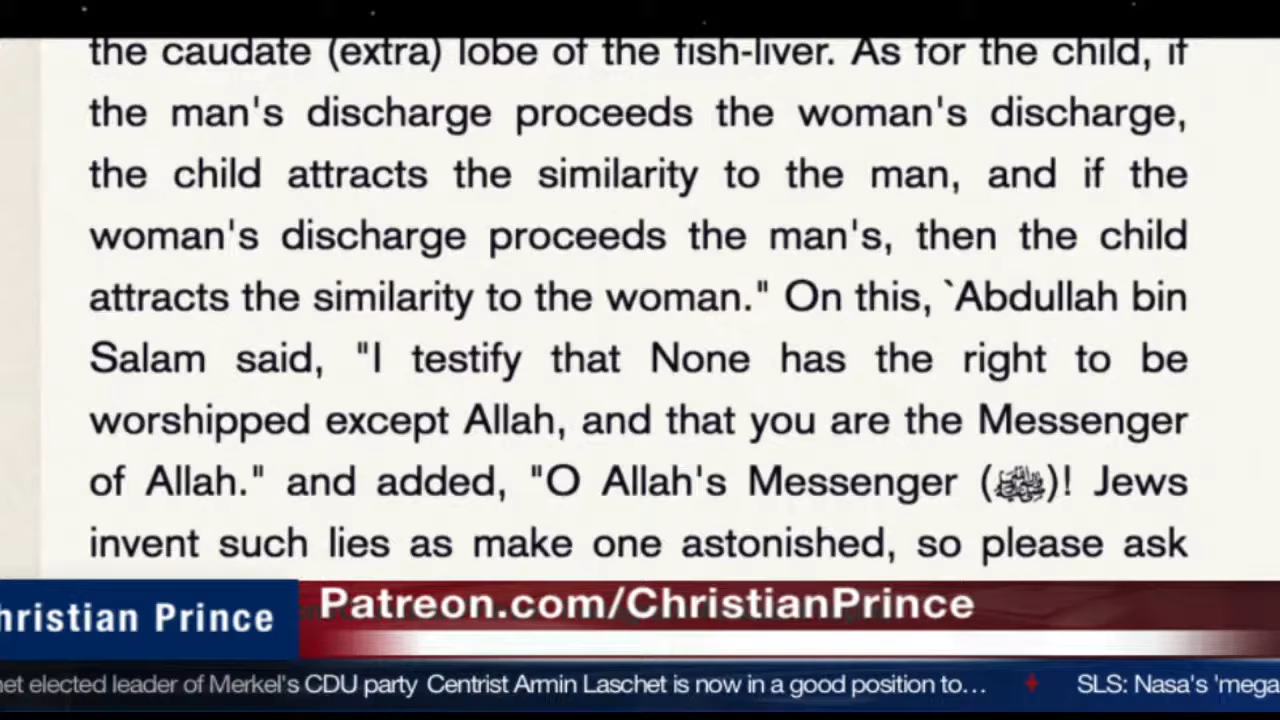 the caudate (extra) lobe of the fish-liver. As for the child, if
the man's discharge proceeds the woman's discharge,
the child attracts the similarity to the man, and if the
woman's discharge proceeds the man's, then the child
attracts the similarity to the woman." On this, `Abdullah bin
Salam said, "I testify that None has the right to be
worshipped except Allah, and that you are the Messenger
of Allah." and added, "O Allah's Messenger (ﷺ)! Jews
invent such lies as make one astonished, so please ask
hristian Prince
Patreon.com/ChristianPrince
et elected leader of Merkel's CDU party Centrist Armin Laschet is now in a good position to... SLS: Nasa's 'mega